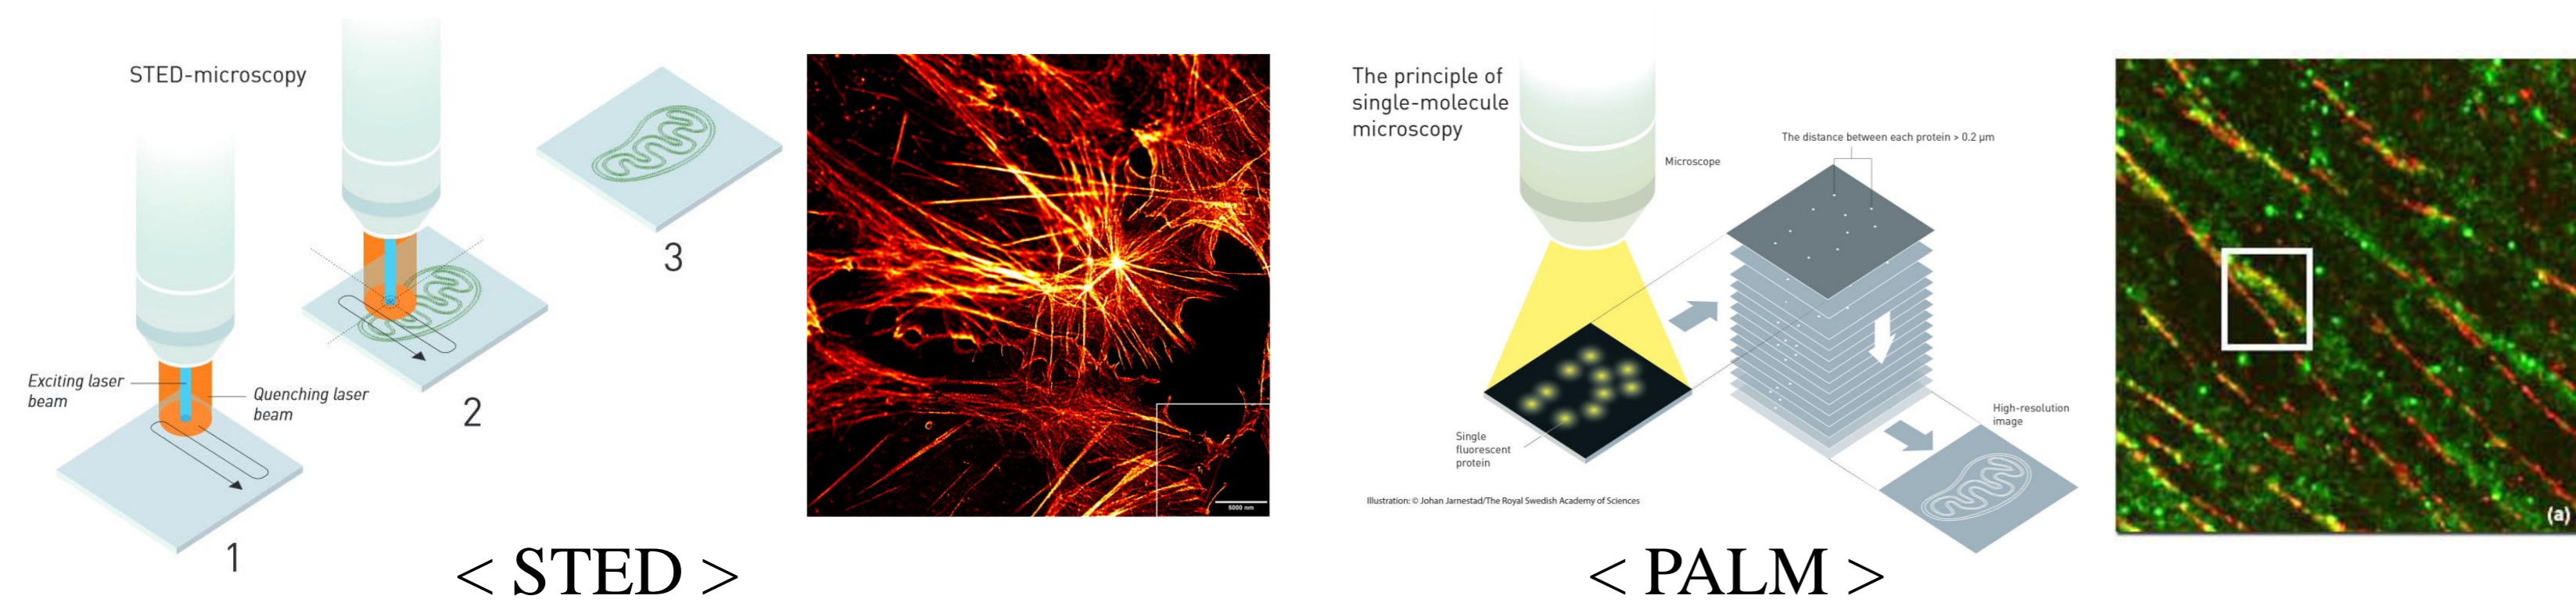 STED-microscopy
Exciting laser
beam
Quenching laser
beam
1
2
3
5000 nm
< STED >
The principle of
single-molecule
microscopy
Microscope
The distance between each protein > 0.2 µm
Single
fluorescent
protein
High-resolution
image
Illustration: © Johan Jarnestad/The Royal Swedish Academy of Sciences
(a)
< PALM >